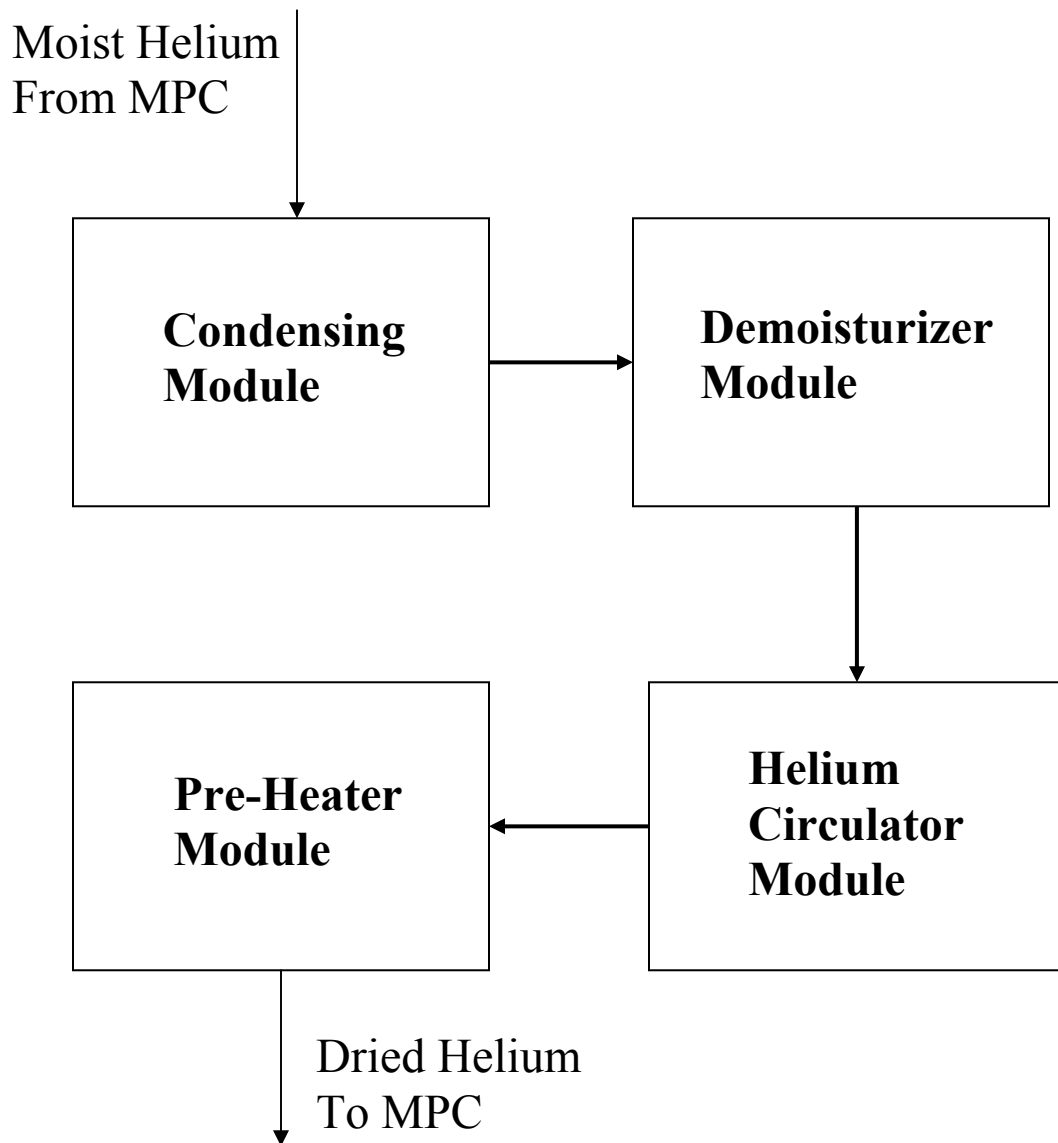 Moist Helium
From MPC
Condensing
Module
Demoisturizer
Module
Pre-Heater
Module
Helium
Circulator
Module
Dried Helium
To MPC